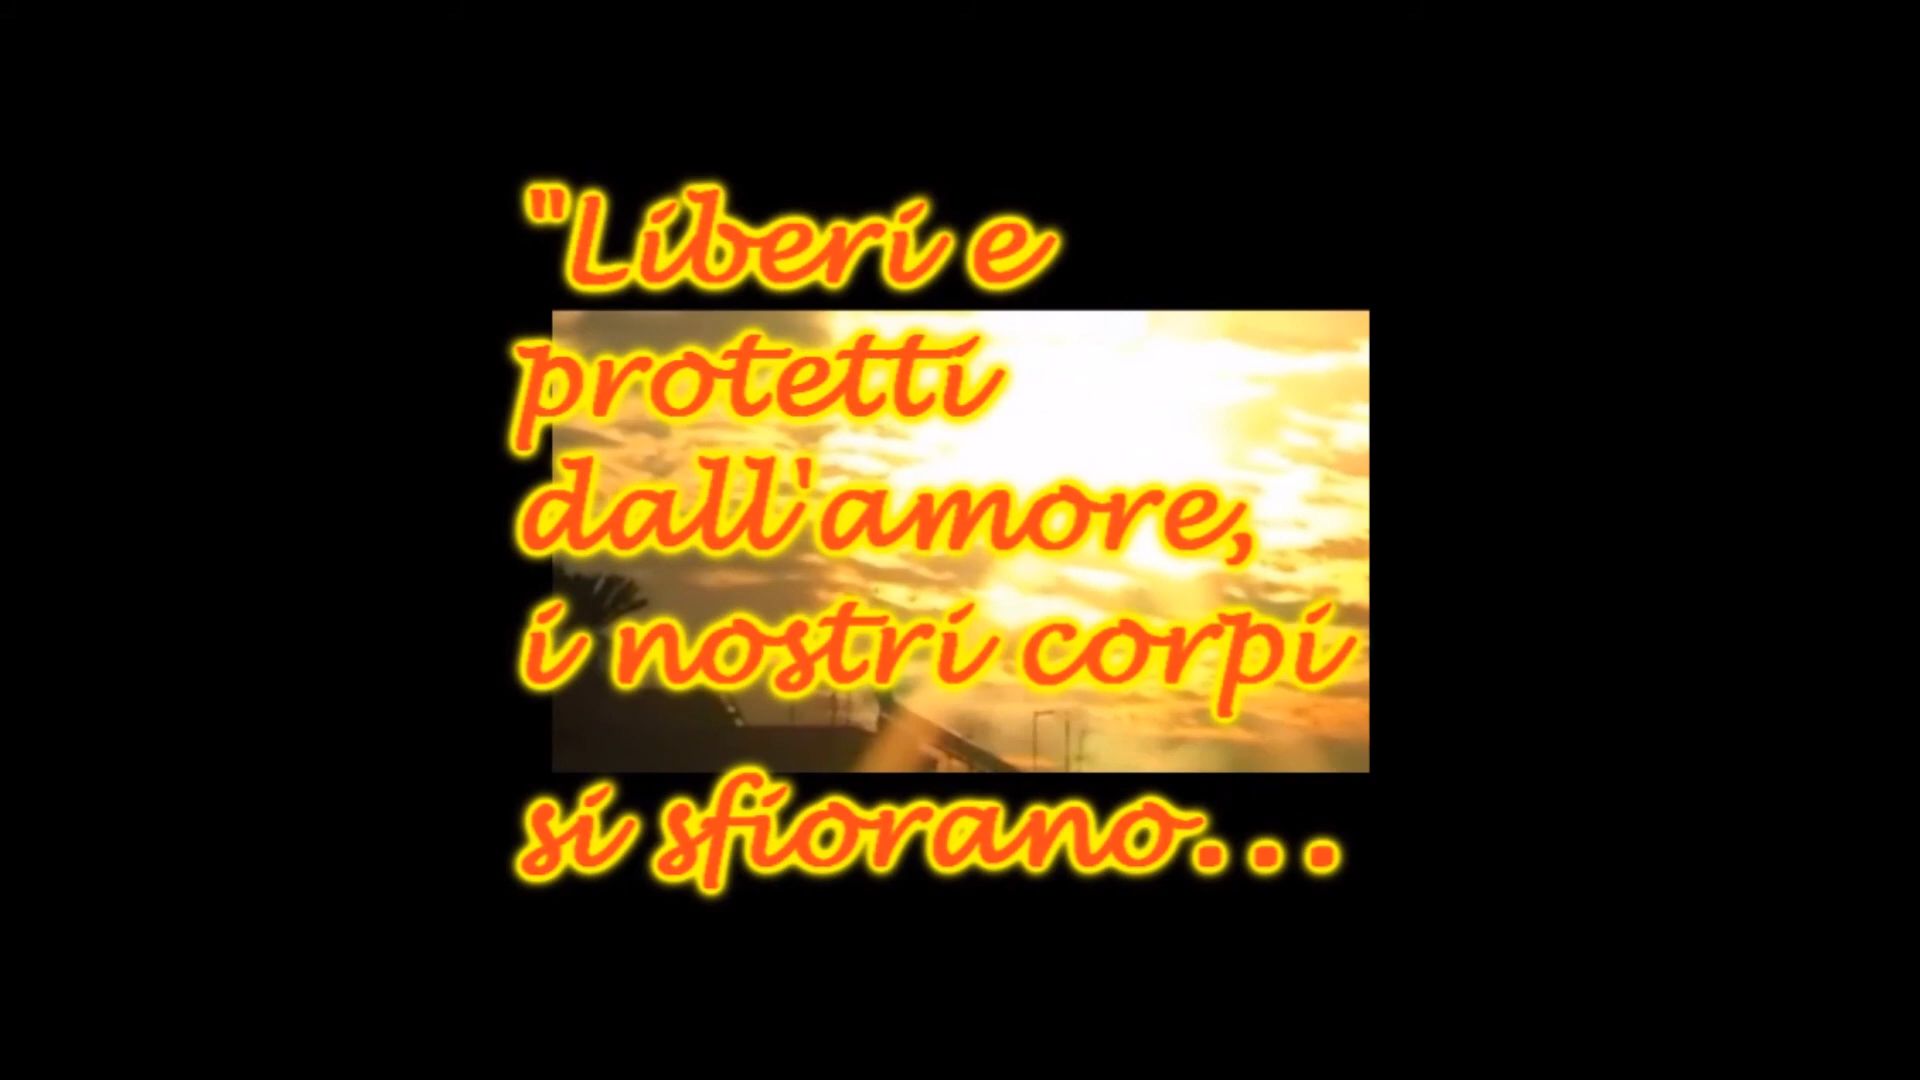 "Liberi e
protetti
dall'amore,
i nostri corpi
si sfiorano...